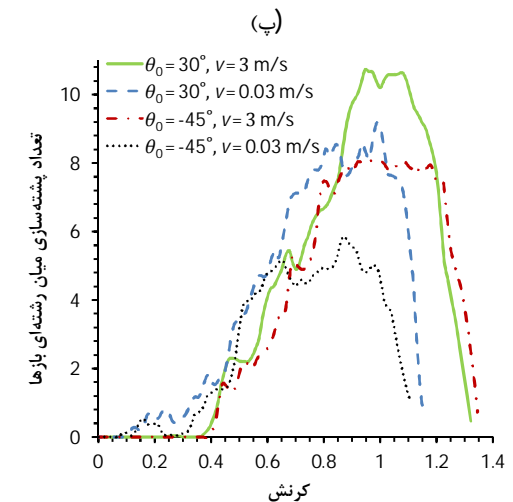 (پ)
θ0 = 30°, v = 3 m/s
θ0 = 30°, v = 0.03 m/s
θ0 = -45°, v = 3 m/s
θ0 = -45°, v = 0.03 m/s
تعداد پشته‌سازی میان رشته‌ای بازها
10
8
6
4
2
0
0 0.2 0.4 0.6 0.8 1 1.2 1.4
کرنش